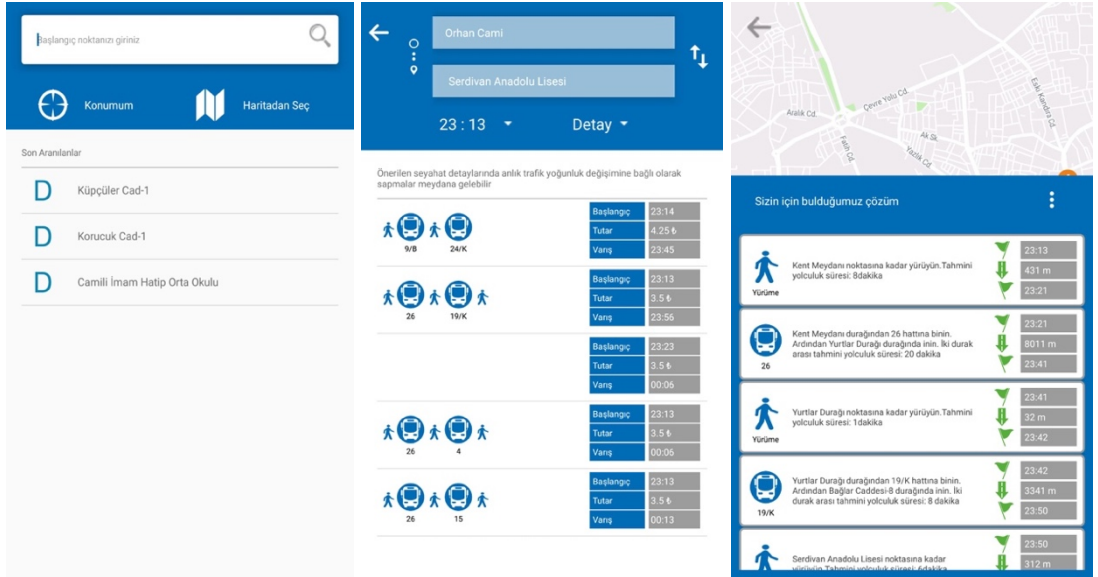 Başlangıç noktanızı giriniz
Konumum
Haritadan Seç
Son Aranılanlar
D Küpçüler Cad-1
D Korucuk Cad-1
D Camili İmam Hatip Orta Okulu
Orhan Cami
Serdivan Anadolu Lisesi
23 : 13
Detay
Önerilen seyahat detaylarında anlık trafik yoğunluk değişimine bağlı olarak
sapmalar meydana gelebilir
9/B 24/K
Başlangıç 23:14
Tutar 4.25 ₺
Varış 23:45
26 19/K
Başlangıç 23:13
Tutar 3.5 ₺
Varış 23:56
Başlangıç 23:23
Tutar 3.5 ₺
Varış 00:06
26 4
Başlangıç 23:13
Tutar 3.5 ₺
Varış 00:06
26 15
Başlangıç 23:13
Tutar 3.5 ₺
Varış 00:13
Aralık Cd.
Çevre Yolu Cd.
Eski Kandıra Cd.
Fatih Cd.
Ak Sk.
Yazlık Cd.
Sizin için bulduğumuz çözüm
Yürüme
Kent Meydanı noktasına kadar yürüyün.Tahmini
yolculuk süresi: 8dakika
23:13
431 m
23:21
26
Kent Meydanı durağından 26 hattına binin.
Ardından Yurtlar Durağı durağında inin. İki durak
arası tahmini yolculuk süresi: 20 dakika
23:21
8011 m
23:41
Yürüme
Yurtlar Durağı noktasına kadar yürüyün.Tahmini
yolculuk süresi: 1dakika
23:41
32 m
23:42
19/K
Yurtlar Durağı durağından 19/K hattına binin.
Ardından Bağlar Caddesi-8 durağında inin. İki
durak arası tahmini yolculuk süresi: 8 dakika
23:42
3341 m
23:50
Serdivan Anadolu Lisesi noktasına kadar
yürüyün.Tahmini yolculuk süresi: 6dakika
23:50
312 m